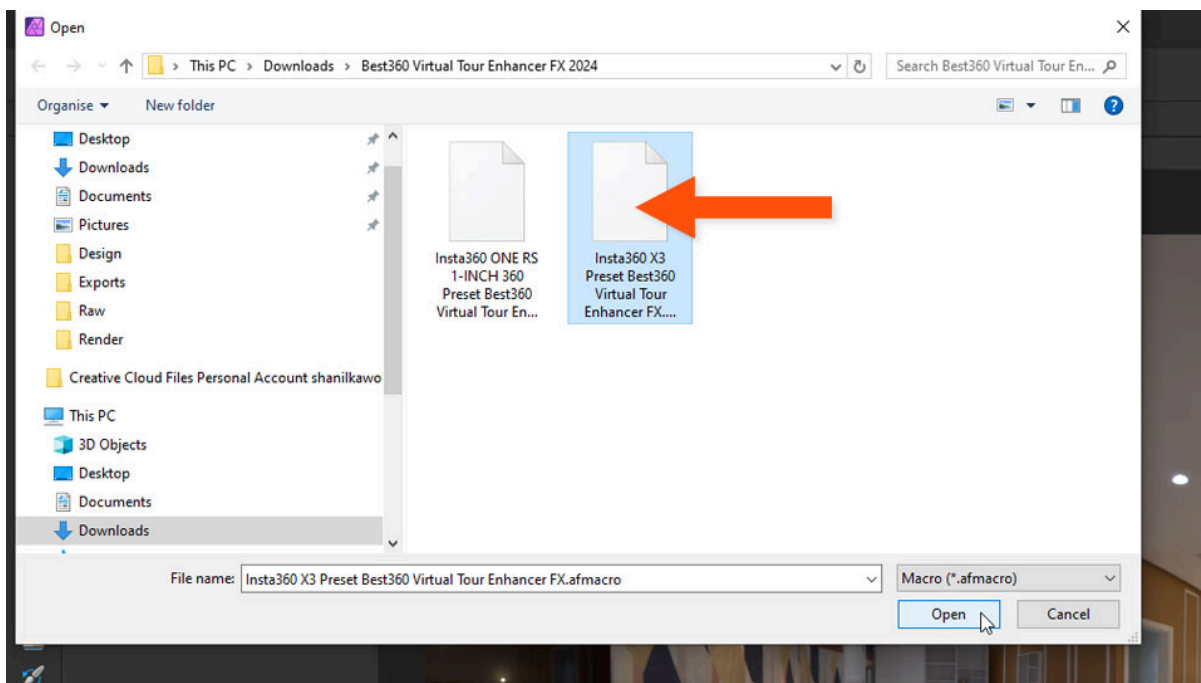 Open
This PC > Downloads > Best360 Virtual Tour Enhancer FX 2024
Search Best360 Virtual Tour En...
Organise
New folder
Desktop
Downloads
Documents
Pictures
Design
Exports
Raw
Render
Creative Cloud Files Personal Account shanilkawo
This PC
3D Objects
Desktop
Documents
Downloads
Insta360 ONE RS
1-INCH 360
Preset Best360
Virtual Tour En...
Insta360 X3
Preset Best360
Virtual Tour
Enhancer FX....
File name:
Insta360 X3 Preset Best360 Virtual Tour Enhancer FX.afmacro
Macro (*.afmacro)
Open
Cancel